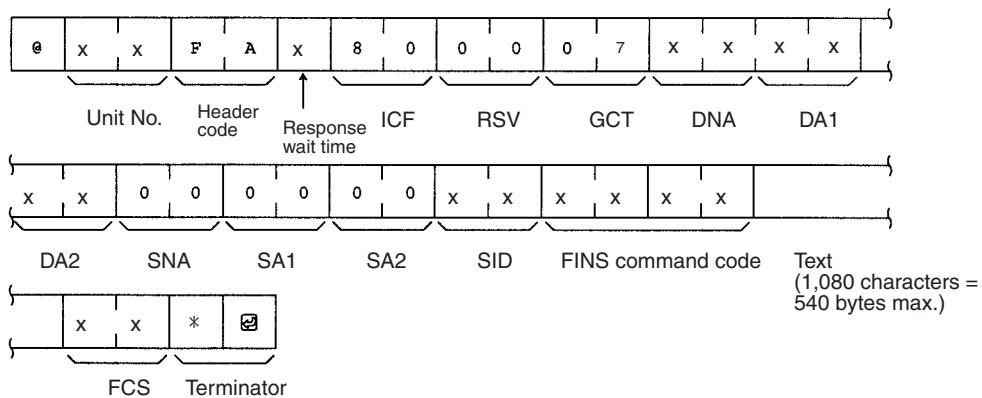 @ x x F A x 8 0 0 0 0 7 x x x x
Unit No. Header code Response wait time ICF RSV GCT DNA DA1
x x 0 0 0 0 0 0 x x x x x x
DA2 SNA SA1 SA2 SID FINS command code Text
(1,080 characters =
540 bytes max.)
x x * ↵
FCS Terminator